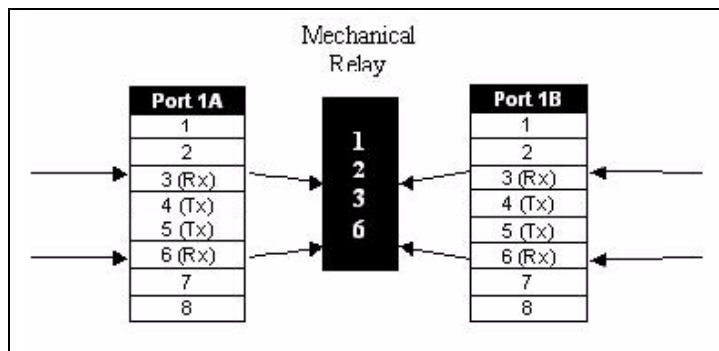 Mechanical
Relay
Port 1A
1
2
3 (Rx)
4 (Tx)
5 (Tx)
6 (Rx)
7
8
1
2
3
6
Port 1B
1
2
3 (Rx)
4 (Tx)
5 (Tx)
6 (Rx)
7
8